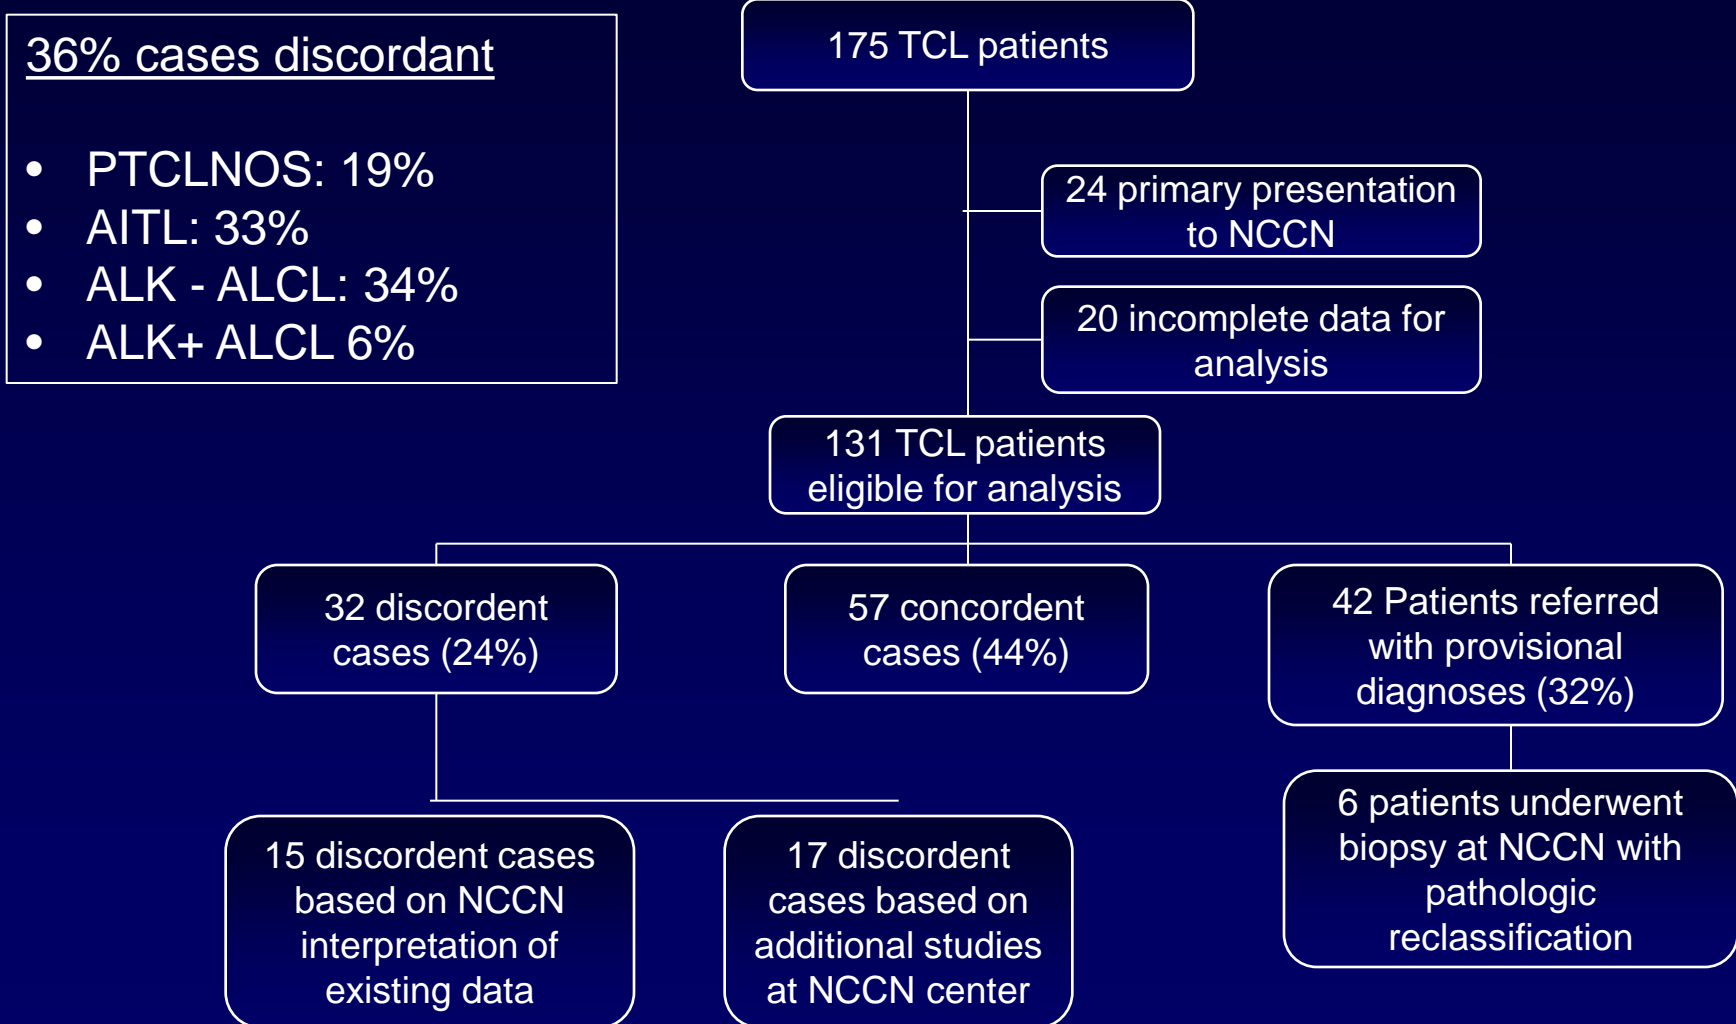 36% cases discordant
• PTCLNOS: 19%
• AITL: 33%
• ALK - ALCL: 34%
• ALK+ ALCL 6%
175 TCL patients
24 primary presentation
to NCCN
20 incomplete data for
analysis
131 TCL patients
eligible for analysis
32 discordent
cases (24%)
57 concordent
cases (44%)
42 Patients referred
with provisional
diagnoses (32%)
15 discordent cases
based on NCCN
interpretation of
existing data
17 discordent
cases based on
additional studies
at NCCN center
6 patients underwent
biopsy at NCCN with
pathologic
reclassification